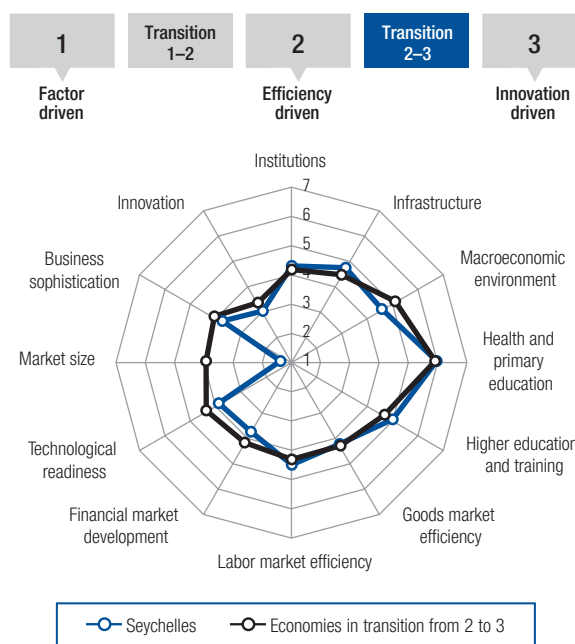 1
Transition
1–2
2
Transition
2–3
3
Factor
driven
Efficiency
driven
Innovation
driven
Institutions
7
6
5
4
3
2
1
Infrastructure
Macroeconomic
environment
Health and
primary
education
Higher education
and training
Goods market
efficiency
Labor market efficiency
Financial market
development
Technological
readiness
Market size
Business
sophistication
Innovation
Seychelles
Economies in transition from 2 to 3